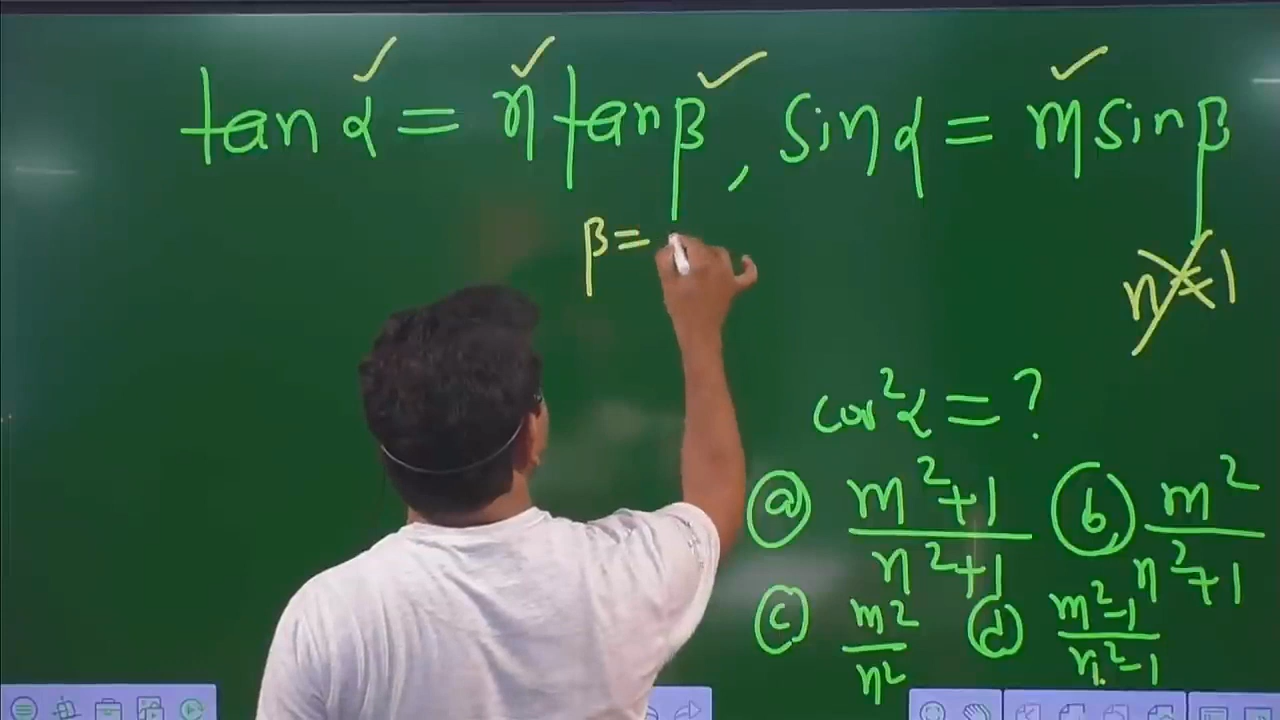 tan α = n tan β , sin α = m sin β
β =
n = 1
cos²α = ?
(a) m²+1 / n²+1 (b) m² / n²+1
(c) m² / n² (d) m²-1 / n²-1